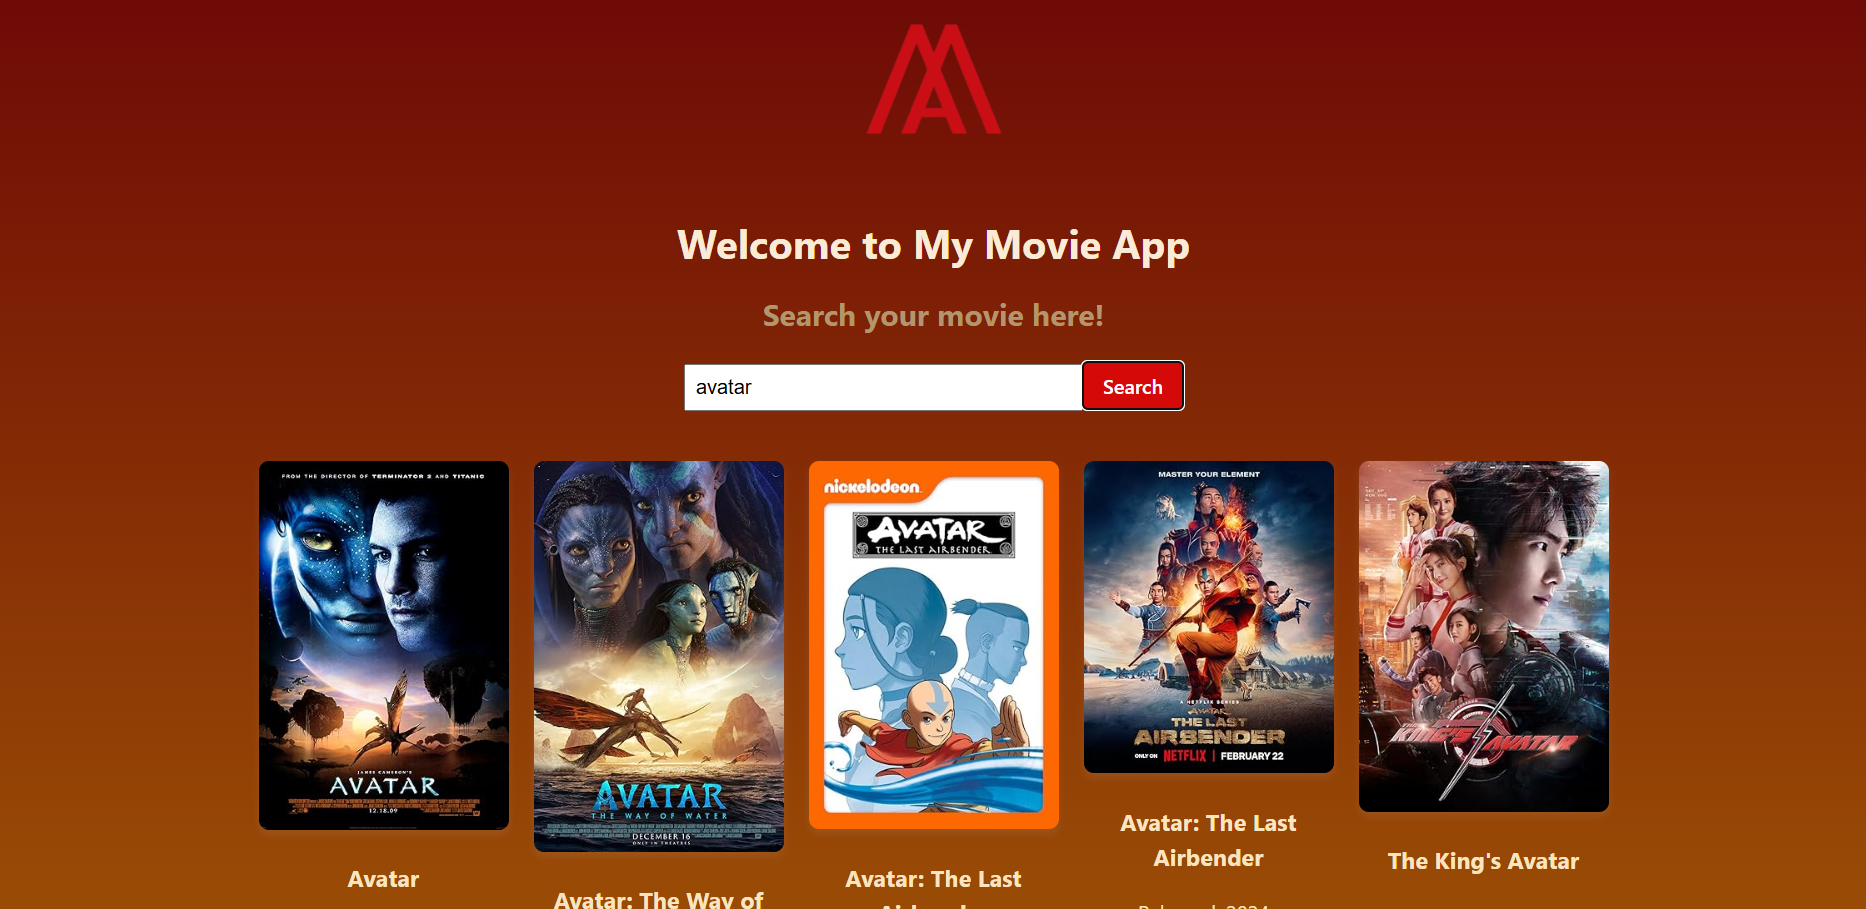 Welcome to My Movie App
Search your movie here!
avatar
Search
FROM THE DIRECTOR OF TERMINATOR 2 AND TITANIC
JAMES CAMERON'S
AVATAR
12.18.09
Avatar
AVATAR
THE WAY OF WATER
DECEMBER 16
ONLY IN THEATRES
Avatar: The Way of
nickelodeon
AVATAR
THE LAST AIRBENDER
Avatar: The Last
MASTER YOUR ELEMENT
A NETFLIX SERIES
AVATAR
THE LAST
AIRBENDER
ONLY ON NETFLIX | FEBRUARY 22
Avatar: The Last
Airbender
THE KING'S AVATAR
The King's Avatar